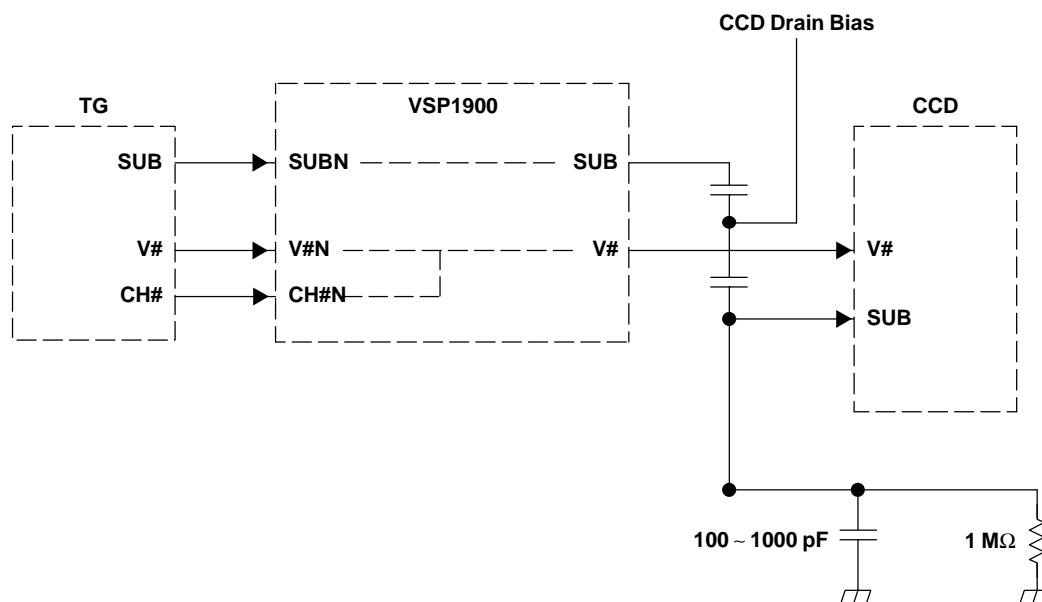 CCD Drain Bias
TG
VSP1900
CCD
SUB
SUBN
SUB
V#
V#N
V#
V#
CH#
CH#N
SUB
100 ~ 1000 pF
1 MΩ